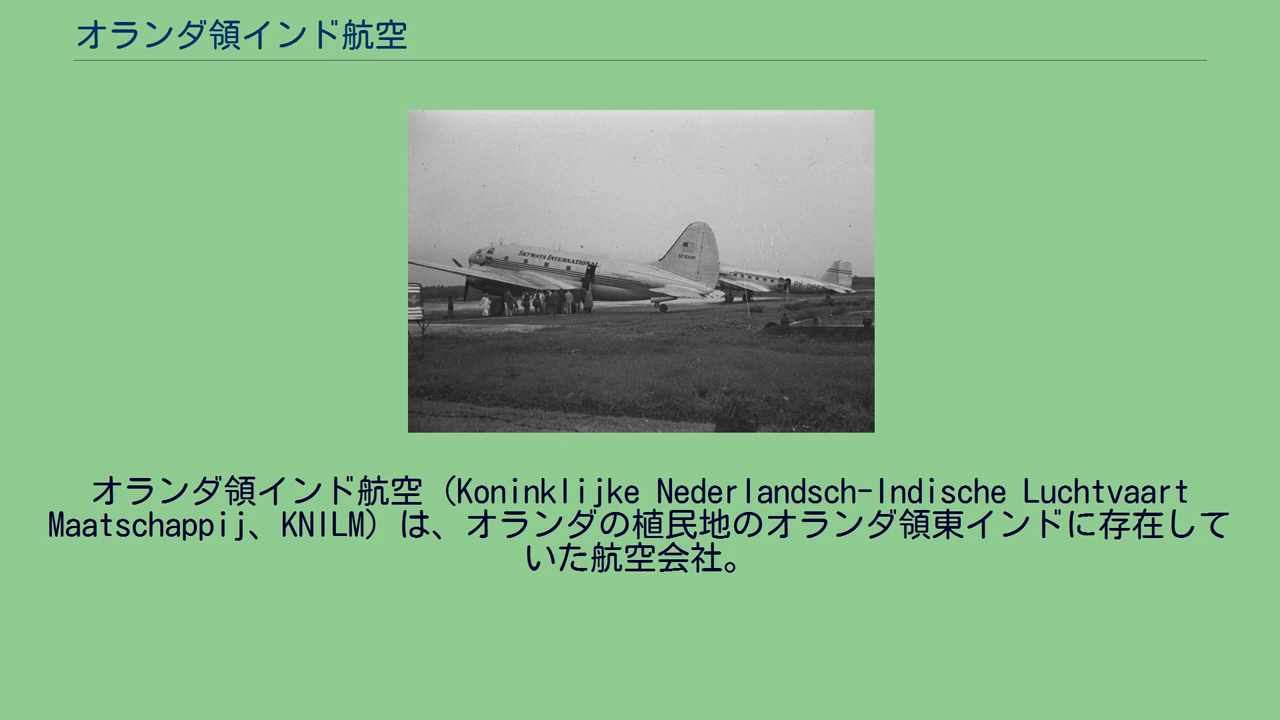 オランダ領インド航空
SKYWAYS INTERNATIONAL
オランダ領インド航空（Koninklijke Nederlandsch-Indische Luchtvaart
Maatschappij、KNILM）は、オランダの植民地のオランダ領東インドに存在して
いた航空会社。